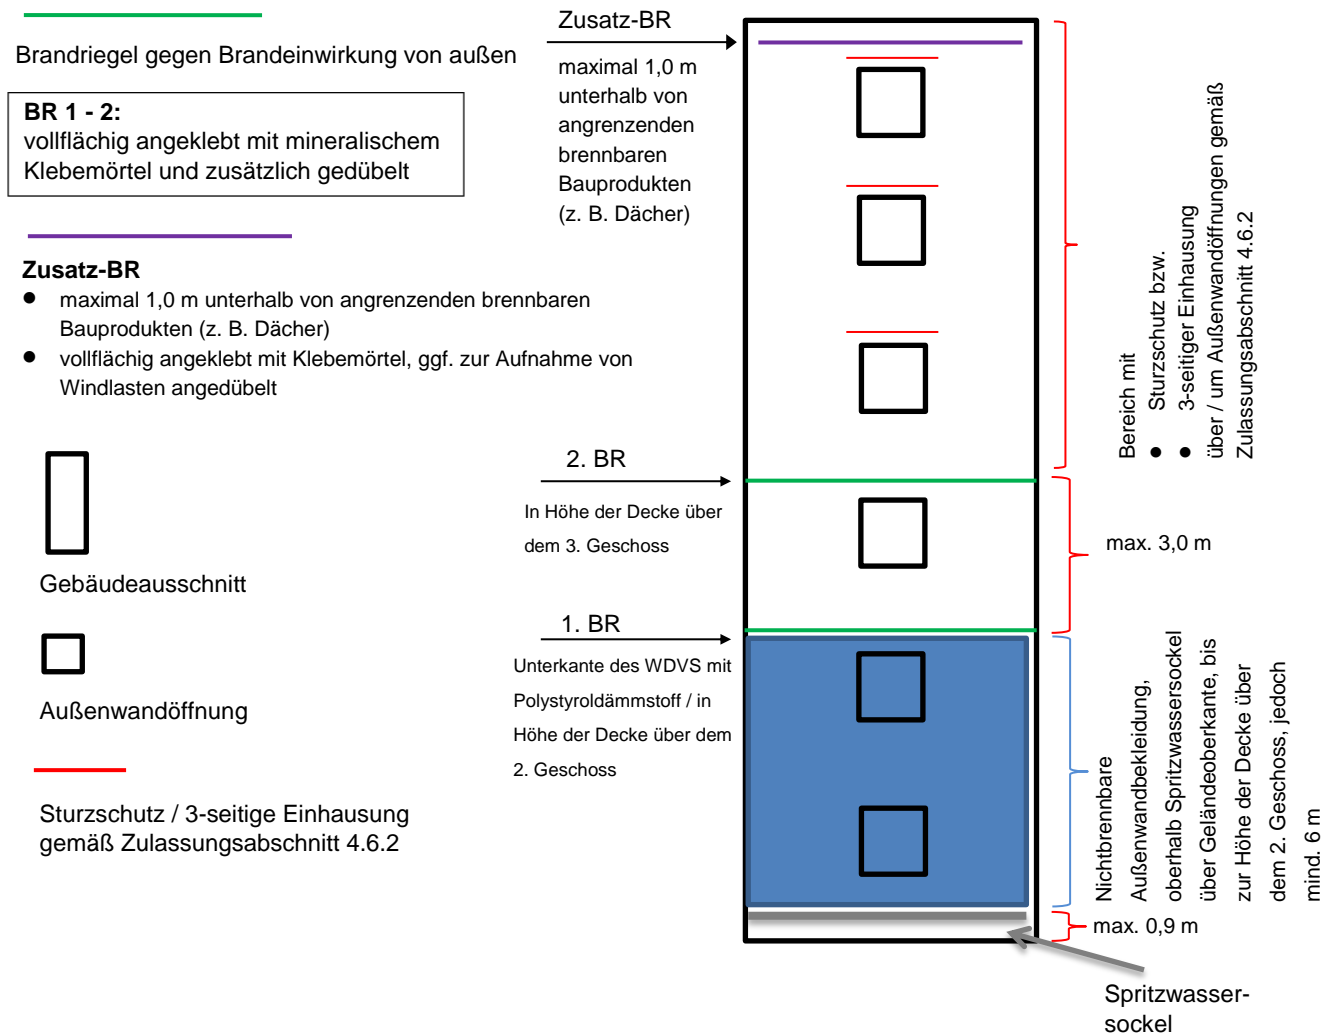 Brandriegel gegen Brandeinwirkung von außen
BR 1 - 2:
vollflächig angeklebt mit mineralischem
Klebemörtel und zusätzlich gedübelt
Zusatz-BR
● maximal 1,0 m unterhalb von angrenzenden brennbaren
Bauprodukten (z. B. Dächer)
● vollflächig angeklebt mit Klebemörtel, ggf. zur Aufnahme von
Windlasten angedübelt
Gebäudeausschnitt
Außenwandöffnung
Sturzschutz / 3-seitige Einhausung
gemäß Zulassungsabschnitt 4.6.2
Zusatz-BR
maximal 1,0 m
unterhalb von
angrenzenden
brennbaren
Bauprodukten
(z. B. Dächer)
2. BR
In Höhe der Decke über
dem 3. Geschoss
1. BR
Unterkante des WDVS mit
Polystyroldämmstoff / in
Höhe der Decke über dem
2. Geschoss
Bereich mit
● Sturzschutz bzw.
● 3-seitiger Einhausung
über / um Außenwandöffnungen gemäß
Zulassungsabschnitt 4.6.2
max. 3,0 m
Nichtbrennbare
Außenwandbekleidung,
oberhalb Spritzwassersockel
über Geländeoberkante, bis
zur Höhe der Decke über
dem 2. Geschoss, jedoch
mind. 6 m
max. 0,9 m
Spritzwasser-
sockel